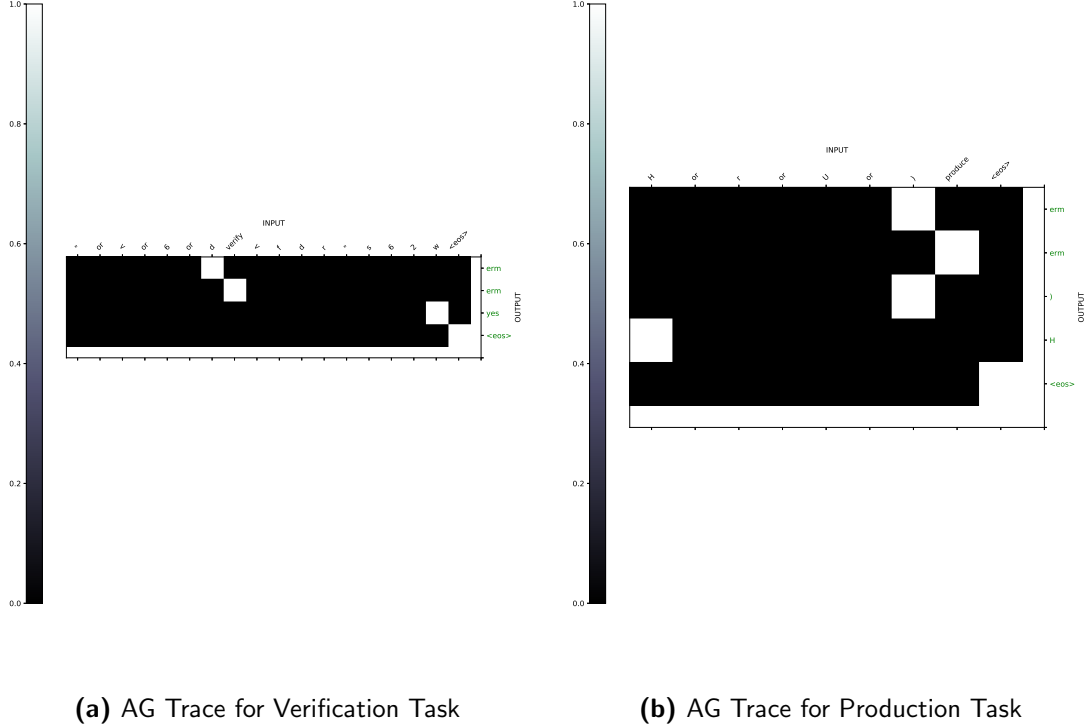 1.0
0.8
0.6
0.4
0.2
0.0
INPUT
" or < or 6 or d verify < f d r " s 6 2 w <eos>
erm
erm
yes
<eos>
OUTPUT
1.0
0.8
0.6
0.4
0.2
0.0
INPUT
H or r or U or ) produce <eos>
erm
erm
)
H
<eos>
OUTPUT
(a) AG Trace for Verification Task
(b) AG Trace for Production Task